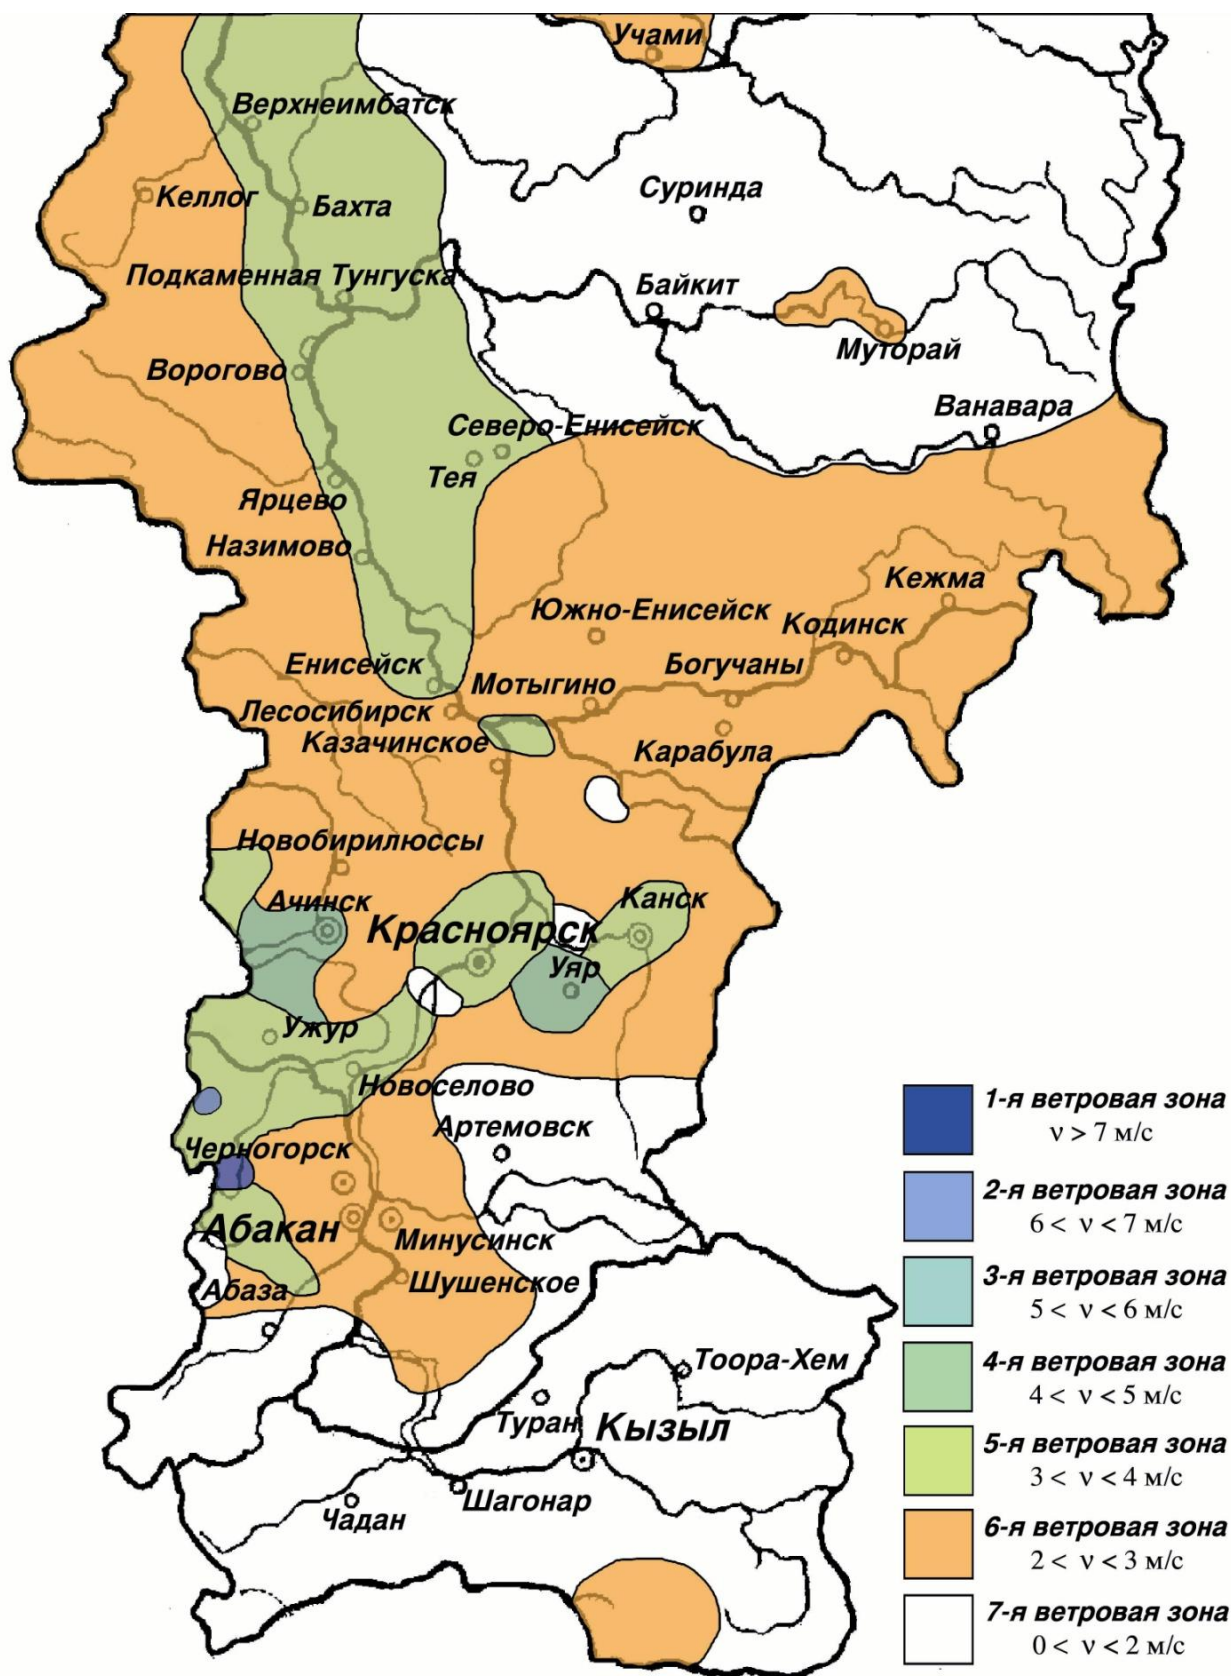 Учами
Верхнеимбатск
Келлог
Бахта
Суринда
Подкаменная Тунгуска
Байкит
Муторай
Ворогово
Ванавара
Северо-Енисейск
Тея
Ярцево
Назимово
Кежма
Южно-Енисейск
Кодинск
Енисейск
Мотыгино
Богучаны
Лесосибирск
Казачинское
Карабула
Новобирилюссы
Ачинск
Канск
Красноярск
Уяр
Ужур
Новоселово
Артемовск
Черногорск
Абакан
Минусинск
Абаза
Шушенское
Тоора-Хем
Туран
Кызыл
Шагонар
Чадан
1-я ветровая зона
ν > 7 м/с
2-я ветровая зона
6 < ν < 7 м/с
3-я ветровая зона
5 < ν < 6 м/с
4-я ветровая зона
4 < ν < 5 м/с
5-я ветровая зона
3 < ν < 4 м/с
6-я ветровая зона
2 < ν < 3 м/с
7-я ветровая зона
0 < ν < 2 м/с